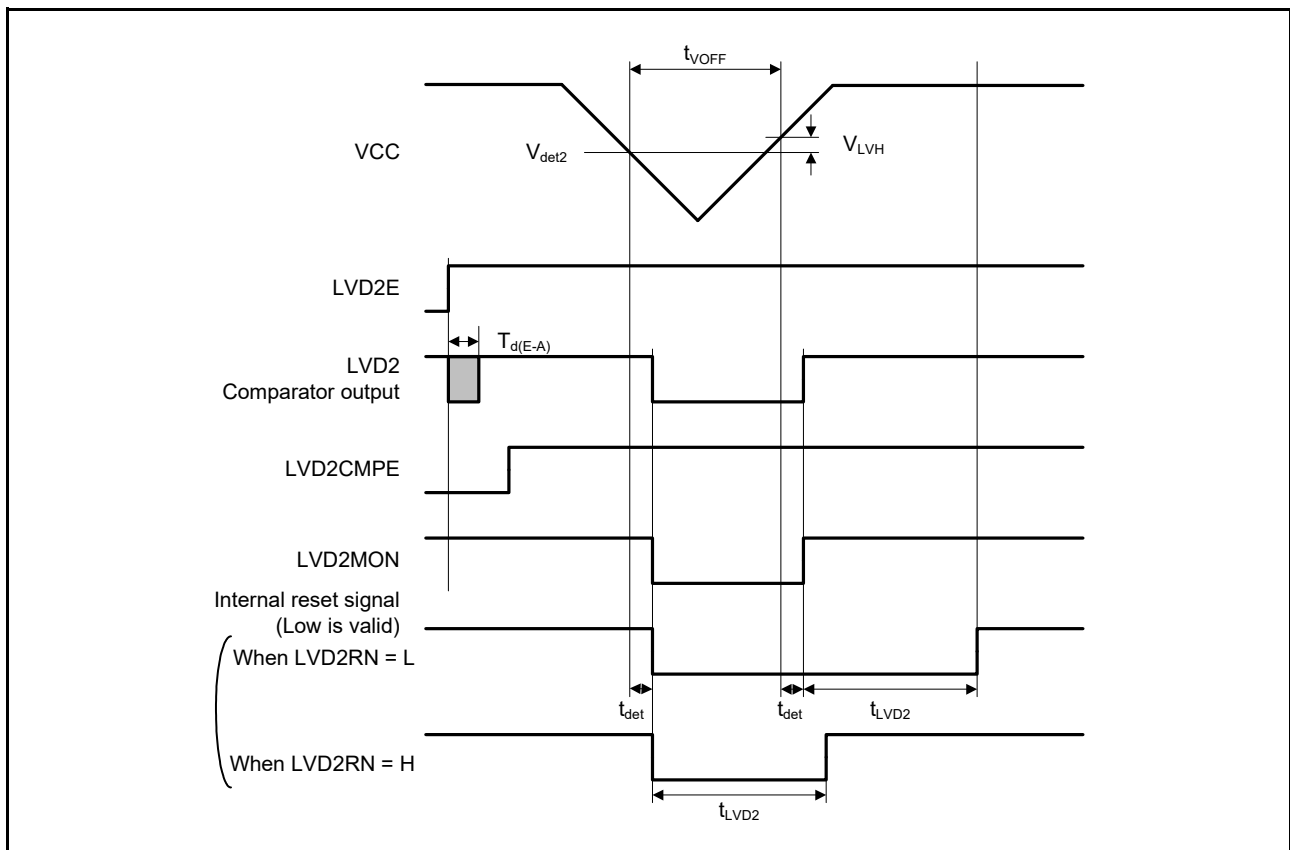 tVOFF
VCC
Vdet2
VLVH
LVD2E
Td(E-A)
LVD2
Comparator output
LVD2CMPE
LVD2MON
Internal reset signal
(Low is valid)
When LVD2RN = L
tdet
tdet
tLVD2
When LVD2RN = H
tLVD2